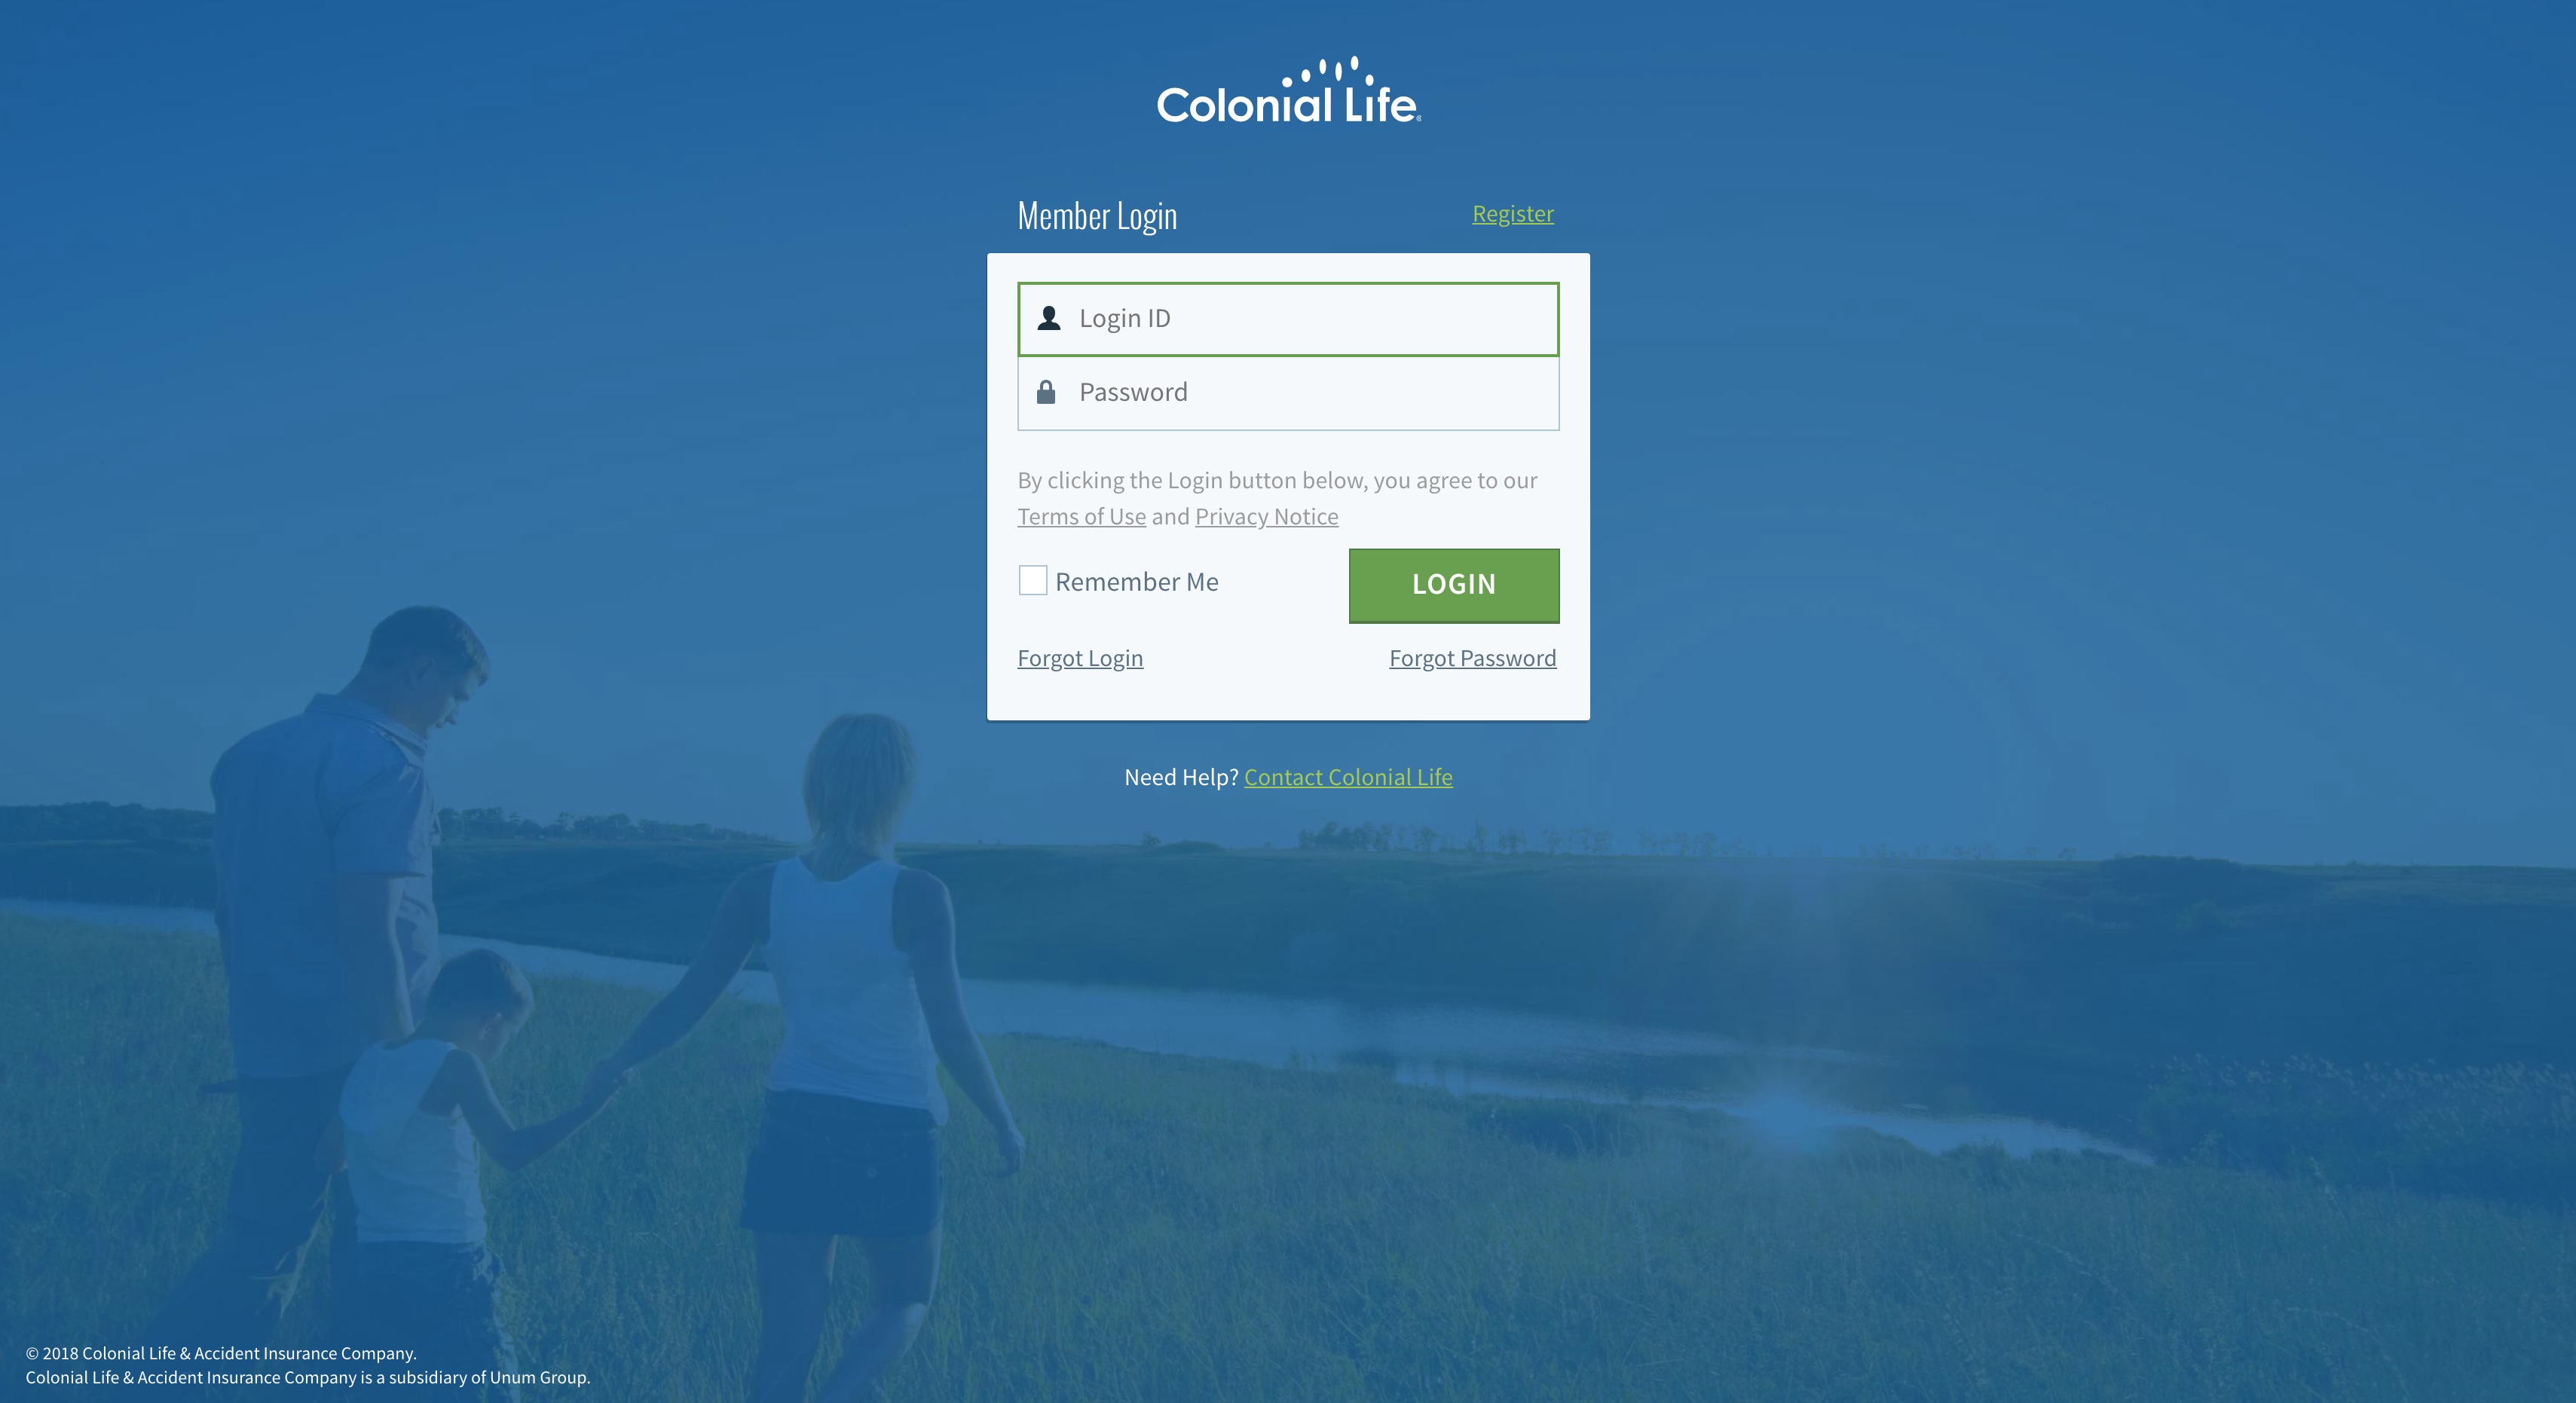 Colonial Life
Member Login
Register
Login ID
Password
By clicking the Login button below, you agree to our
Terms of Use and Privacy Notice
Remember Me
LOGIN
Forgot Login
Forgot Password
Need Help? Contact Colonial Life
© 2018 Colonial Life & Accident Insurance Company.
Colonial Life & Accident Insurance Company is a subsidiary of Unum Group.